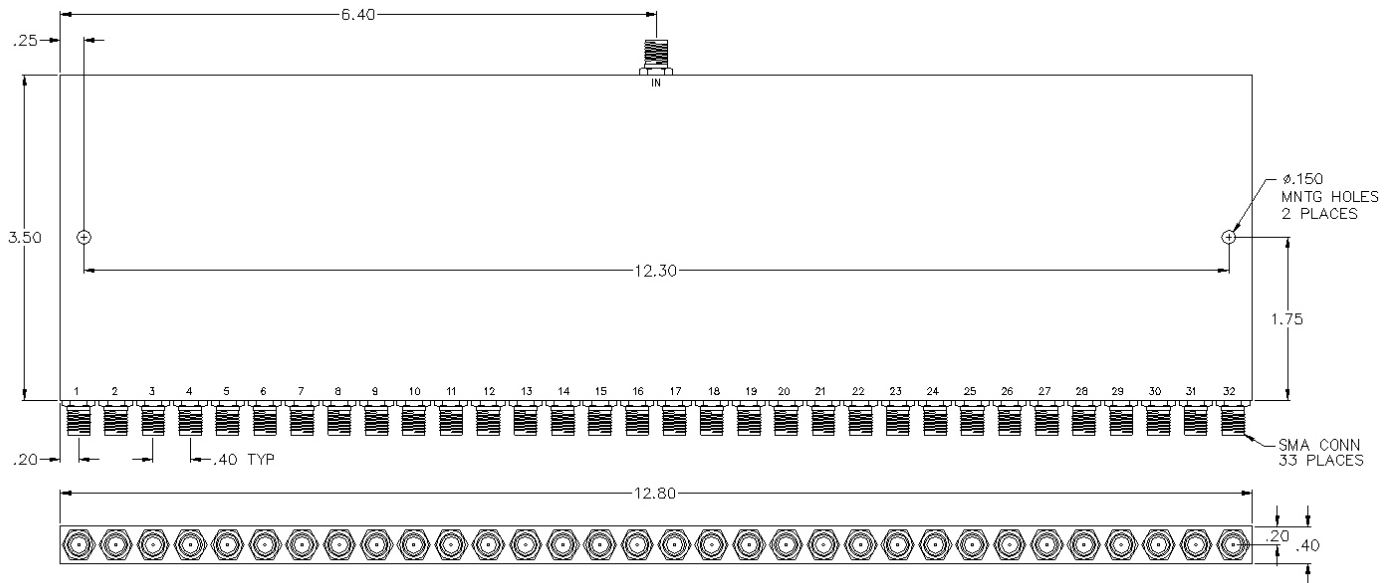 6.40
.25
IN
ø.150
MNTG HOLES
2 PLACES
3.50
12.30
1.75
1 2 3 4 5 6 7 8 9 10 11 12 13 14 15 16 17 18 19 20 21 22 23 24 25 26 27 28 29 30 31 32
.20
.40 TYP
SMA CONN
33 PLACES
12.80
.20
.40